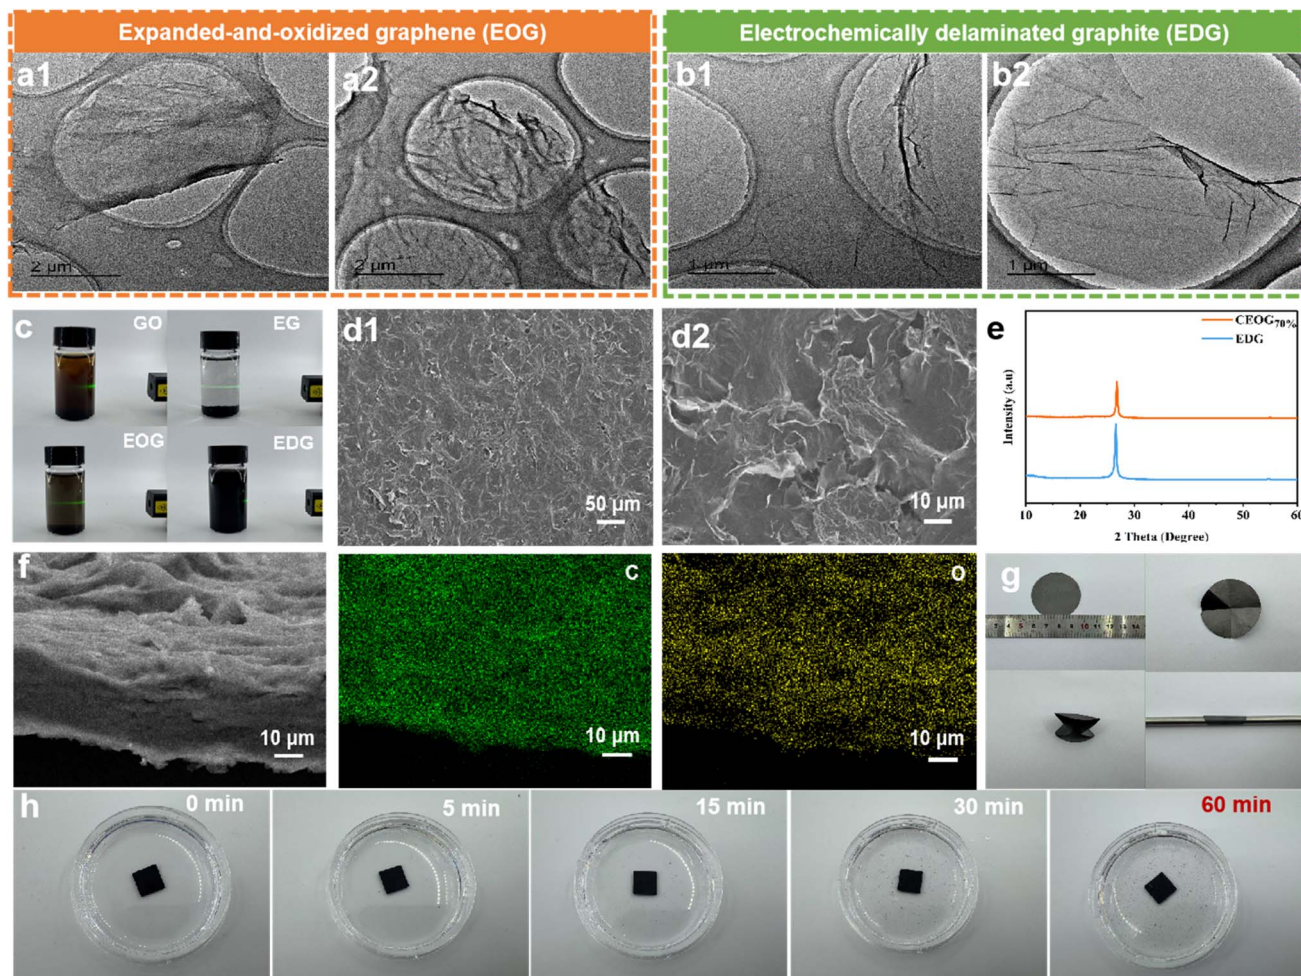 Expanded-and-oxidized graphene (EOG)
Electrochemically delaminated graphite (EDG)
a1
2 µm
a2
2 µm
b1
1 µm
b2
1 µm
c
GO
EG
EOG
EDG
d1
50 µm
d2
10 µm
e
CEOG70%
EDG
Intensity (a.u)
10 20 30 40 50 60
2 Theta (Degree)
f
10 µm
C
10 µm
O
10 µm
g
h
0 min
5 min
15 min
30 min
60 min